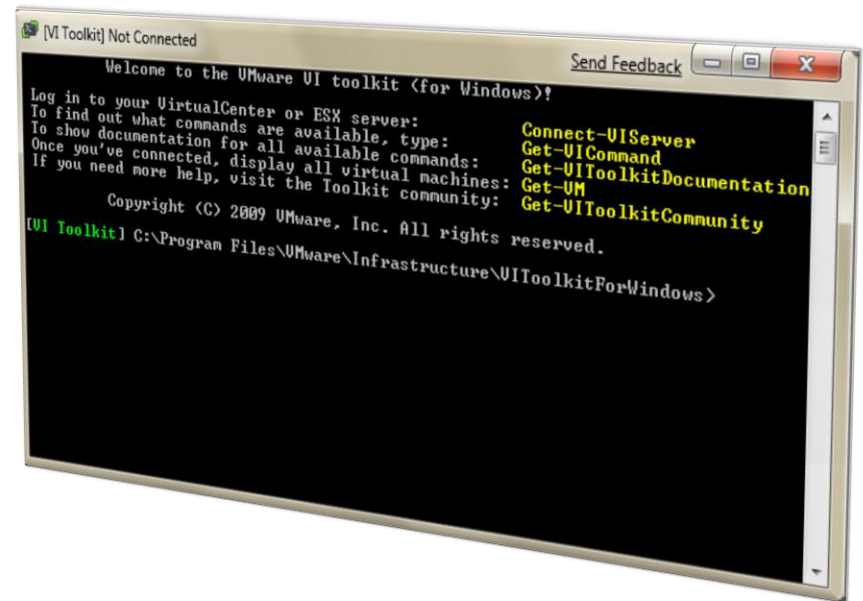 [VI Toolkit] Not Connected
Send Feedback
Welcome to the VMware VI toolkit (for Windows)!
Log in to your VirtualCenter or ESX server: Connect-VIServer
To find out what commands are available, type: Get-VICommand
To show documentation for all available commands: Get-VIToolkitDocumentation
Once you've connected, display all virtual machines: Get-VM
If you need more help, visit the Toolkit community: Get-VIToolkitCommunity
Copyright (C) 2009 VMware, Inc. All rights reserved.
[VI Toolkit] C:\Program Files\VMware\Infrastructure\VIToolkitForWindows>